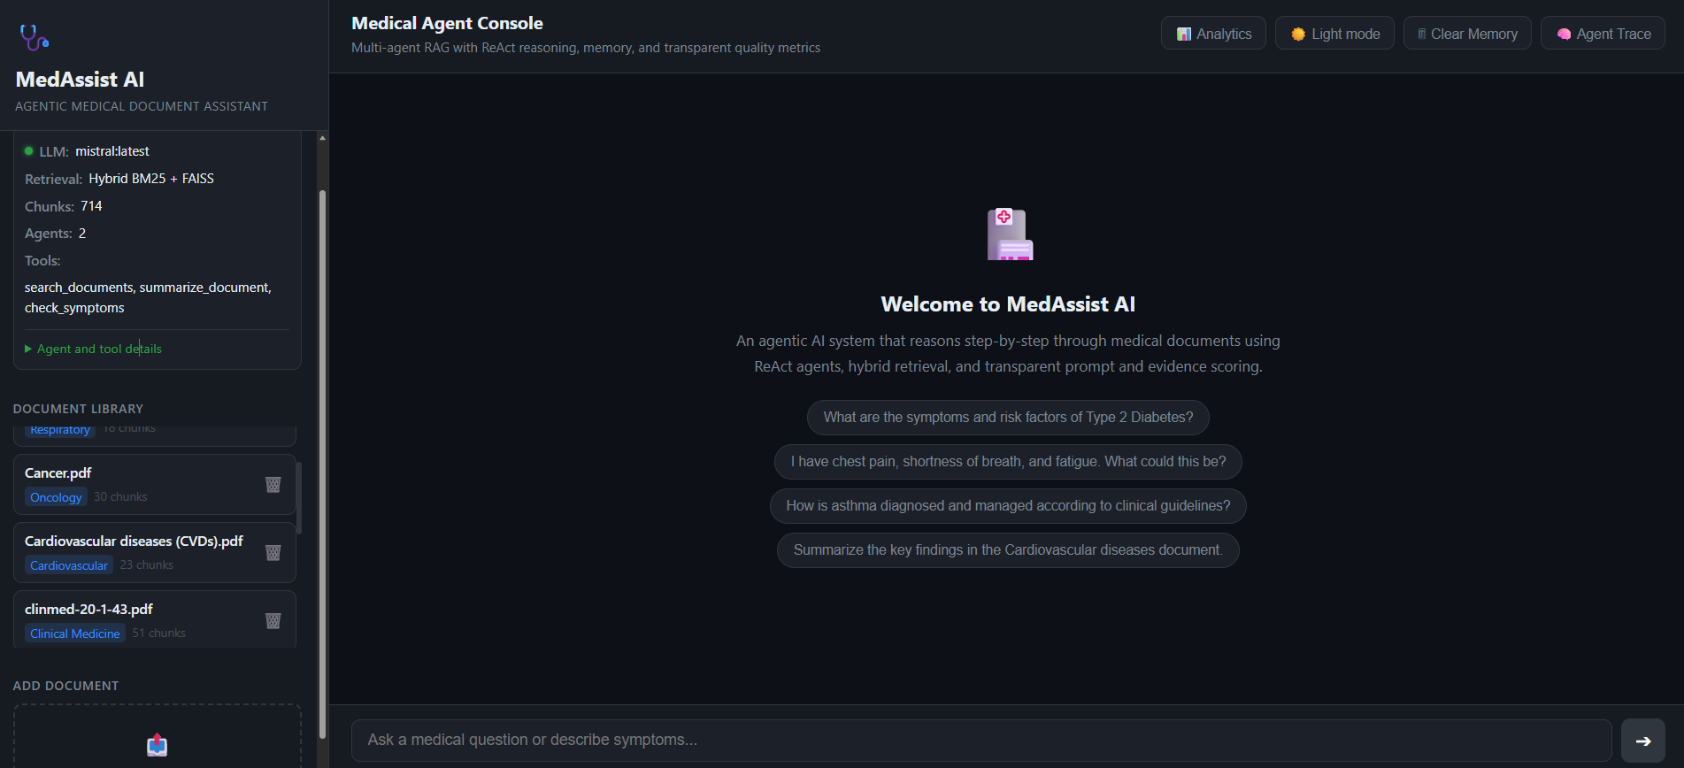 MedAssist AI
AGENTIC MEDICAL DOCUMENT ASSISTANT
LLM: mistral:latest
Retrieval: Hybrid BM25 + FAISS
Chunks: 714
Agents: 2
Tools:
search_documents, summarize_document,
check_symptoms
Agent and tool details
DOCUMENT LIBRARY
Respiratory 18 chunks
Cancer.pdf
Oncology 30 chunks
Cardiovascular diseases (CVDs).pdf
Cardiovascular 23 chunks
clinmed-20-1-43.pdf
Clinical Medicine 51 chunks
ADD DOCUMENT
Medical Agent Console
Multi-agent RAG with ReAct reasoning, memory, and transparent quality metrics
Analytics
Light mode
Clear Memory
Agent Trace
Welcome to MedAssist AI
An agentic AI system that reasons step-by-step through medical documents using
ReAct agents, hybrid retrieval, and transparent prompt and evidence scoring.
What are the symptoms and risk factors of Type 2 Diabetes?
I have chest pain, shortness of breath, and fatigue. What could this be?
How is asthma diagnosed and managed according to clinical guidelines?
Summarize the key findings in the Cardiovascular diseases document.
Ask a medical question or describe symptoms...